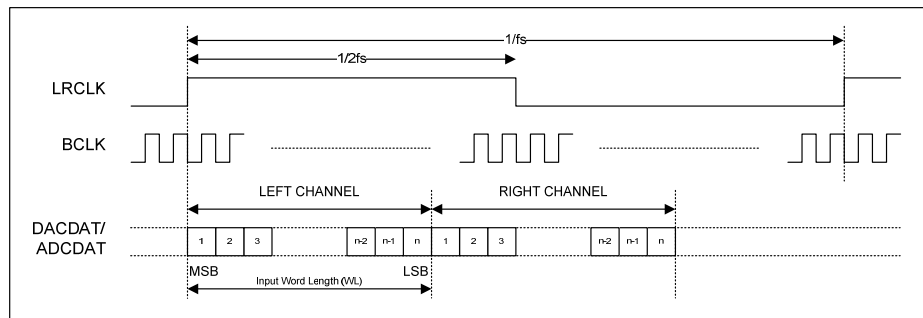 1/fs
1/2fs
LRCLK
BCLK
LEFT CHANNEL RIGHT CHANNEL
DACDAT/
ADCDAT
1 2 3 n-2 n-1 n 1 2 3 n-2 n-1 n
MSB LSB
Input Word Length (WL)